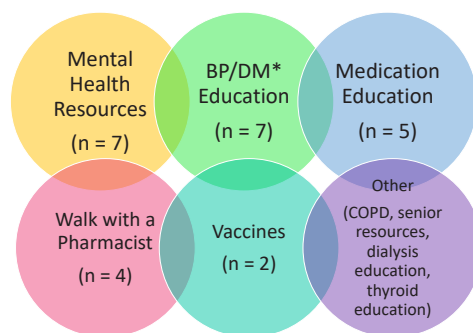 Mental
Health
Resources
(n = 7)
BP/DM*
Education
(n = 7)
Medication
Education
(n = 5)
Walk with a
Pharmacist
(n = 4)
Vaccines
(n = 2)
Other
(COPD, senior
resources,
dialysis
education,
thyroid
education)